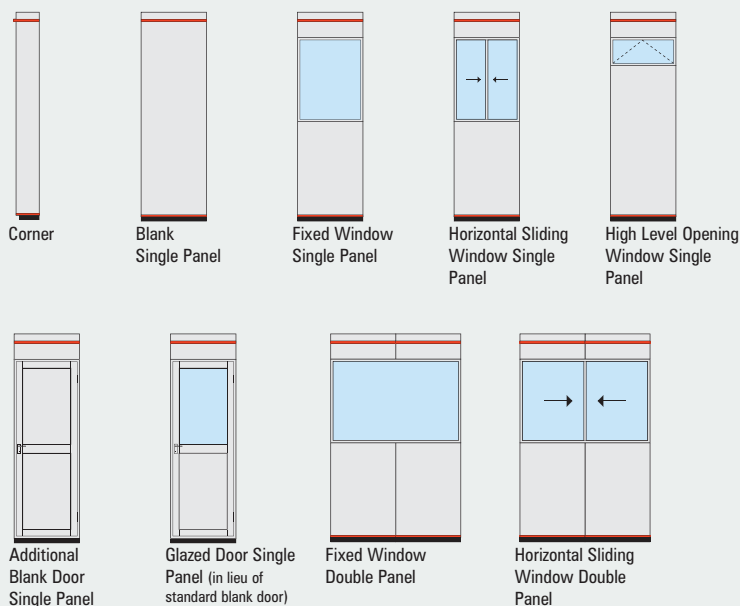 Corner
Blank
Single Panel
Fixed Window
Single Panel
Horizontal Sliding
Window Single
Panel
High Level Opening
Window Single
Panel
Additional
Blank Door
Single Panel
Glazed Door Single
Panel (in lieu of
standard blank door)
Fixed Window
Double Panel
Horizontal Sliding
Window Double
Panel